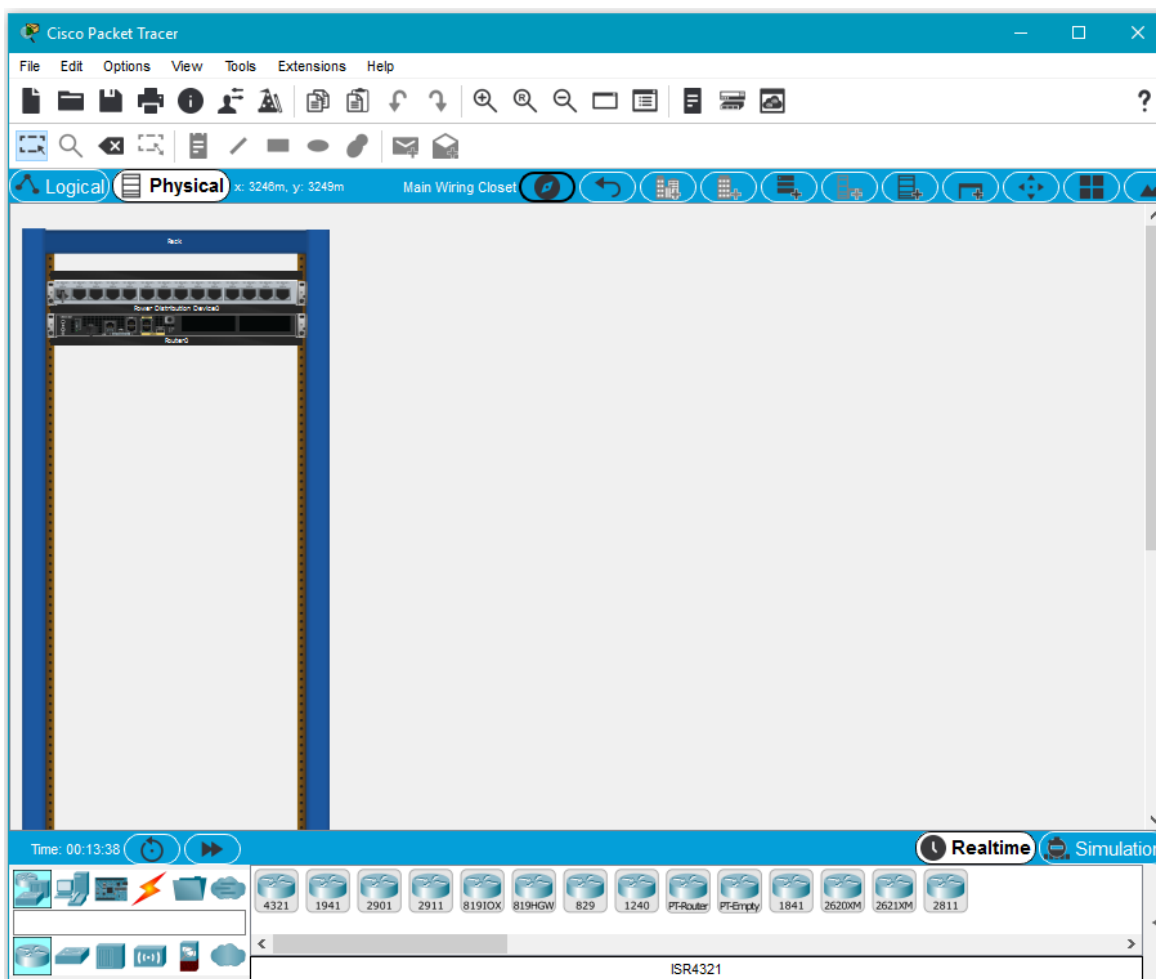 Cisco Packet Tracer
File Edit Options View Tools Extensions Help
?
Logical Physical x: 3246m, y: 3249m Main Wiring Closet
Rack
Power Distribution Device0
Router0
Time: 00:13:38 Realtime Simulation
4321 1941 2901 2911 819IOX 819HGW 829 1240 PT-Router PT-Empty 1841 2620XM 2621XM 2811
ISR4321